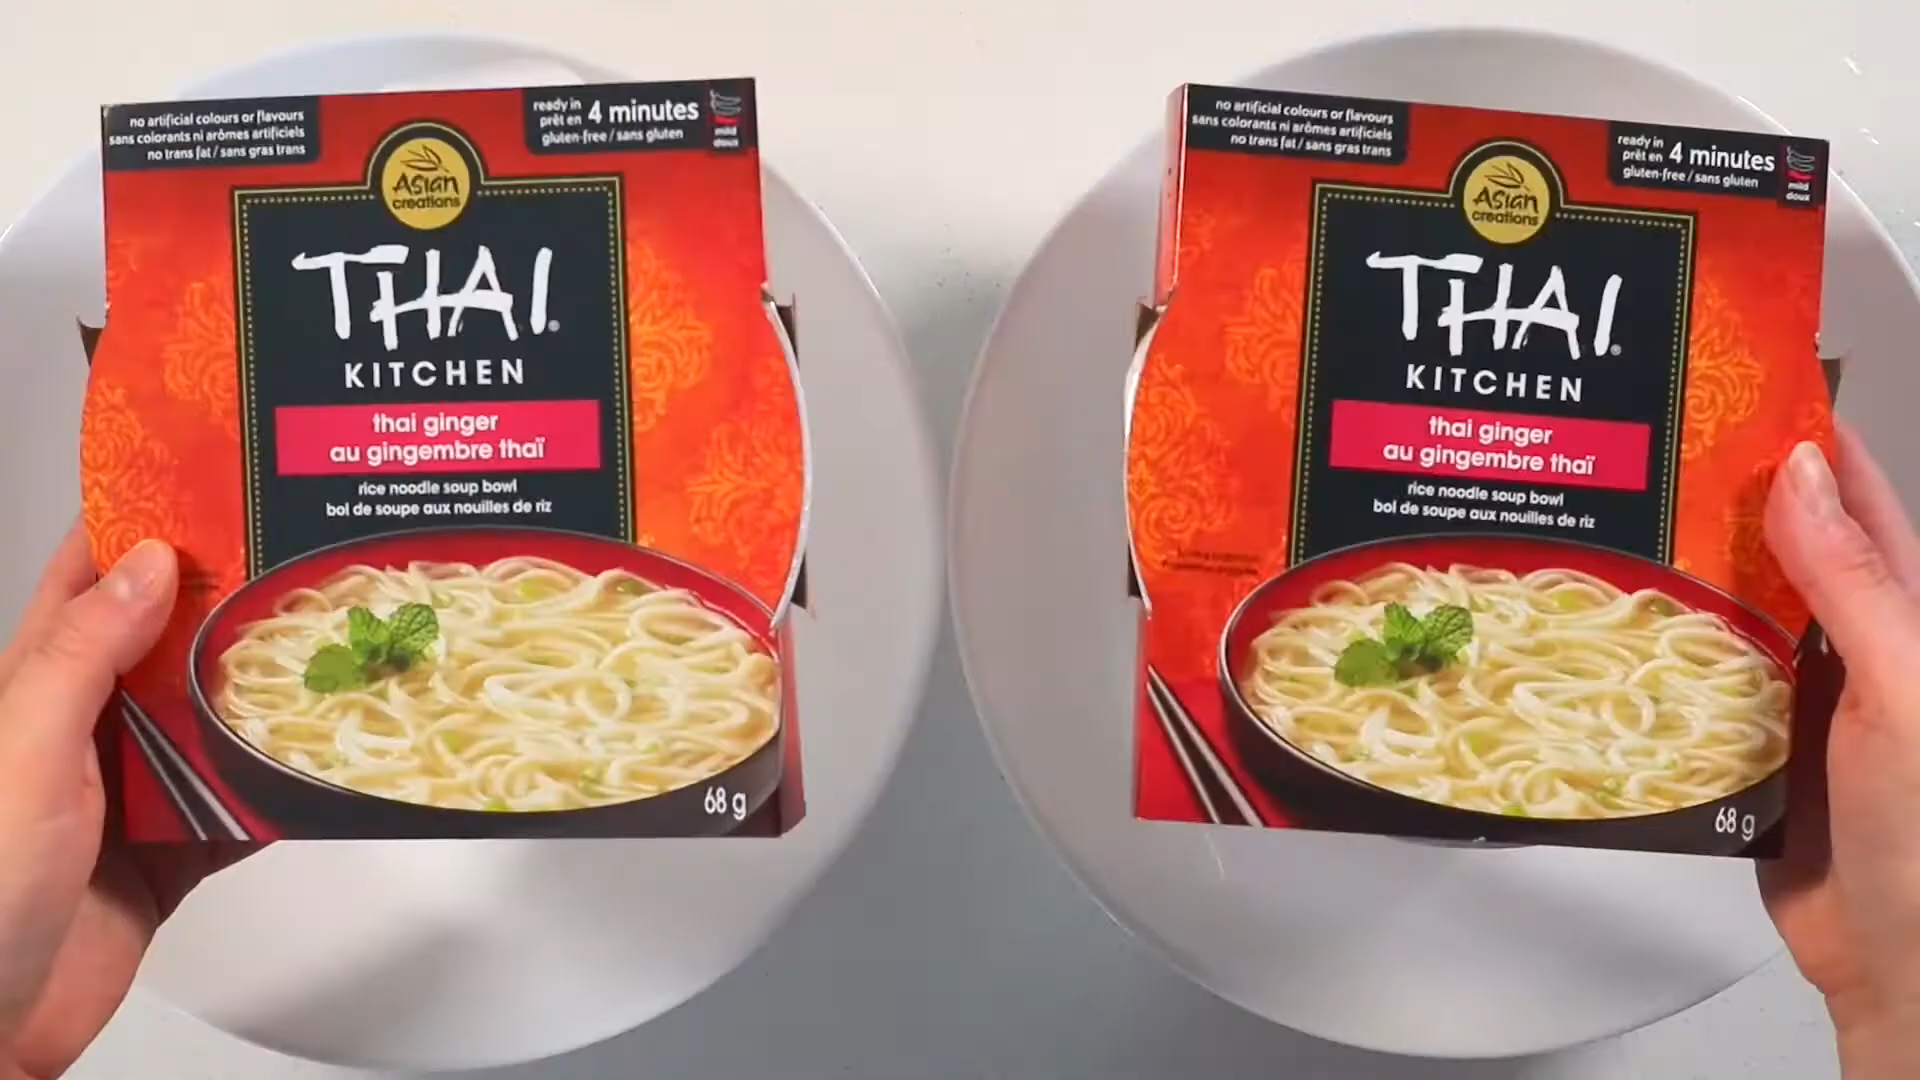 no artificial colours or flavours
sans colorants ni arômes artificiels
no trans fat / sans gras trans
ready in
prêt en
4 minutes
gluten-free / sans gluten
mild
doux
Asian
creations
THAI®
KITCHEN
thai ginger
au gingembre thaï
rice noodle soup bowl
bol de soupe aux nouilles de riz
68 g
no artificial colours or flavours
sans colorants ni arômes artificiels
no trans fat / sans gras trans
ready in
prêt en
4 minutes
gluten-free / sans gluten
mild
doux
Asian
creations
THAI®
KITCHEN
thai ginger
au gingembre thaï
rice noodle soup bowl
bol de soupe aux nouilles de riz
68 g